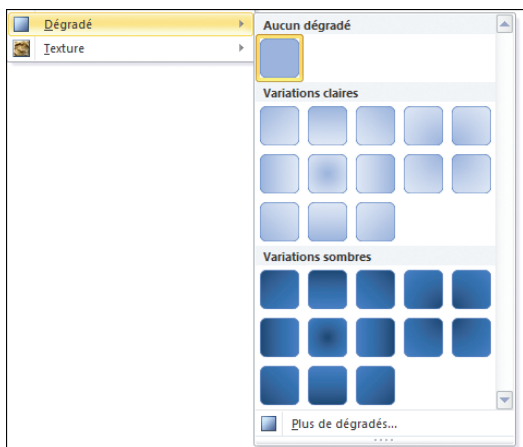 Dégradé
Texture
Aucun dégradé
Variations claires
Variations sombres
Plus de dégradés...